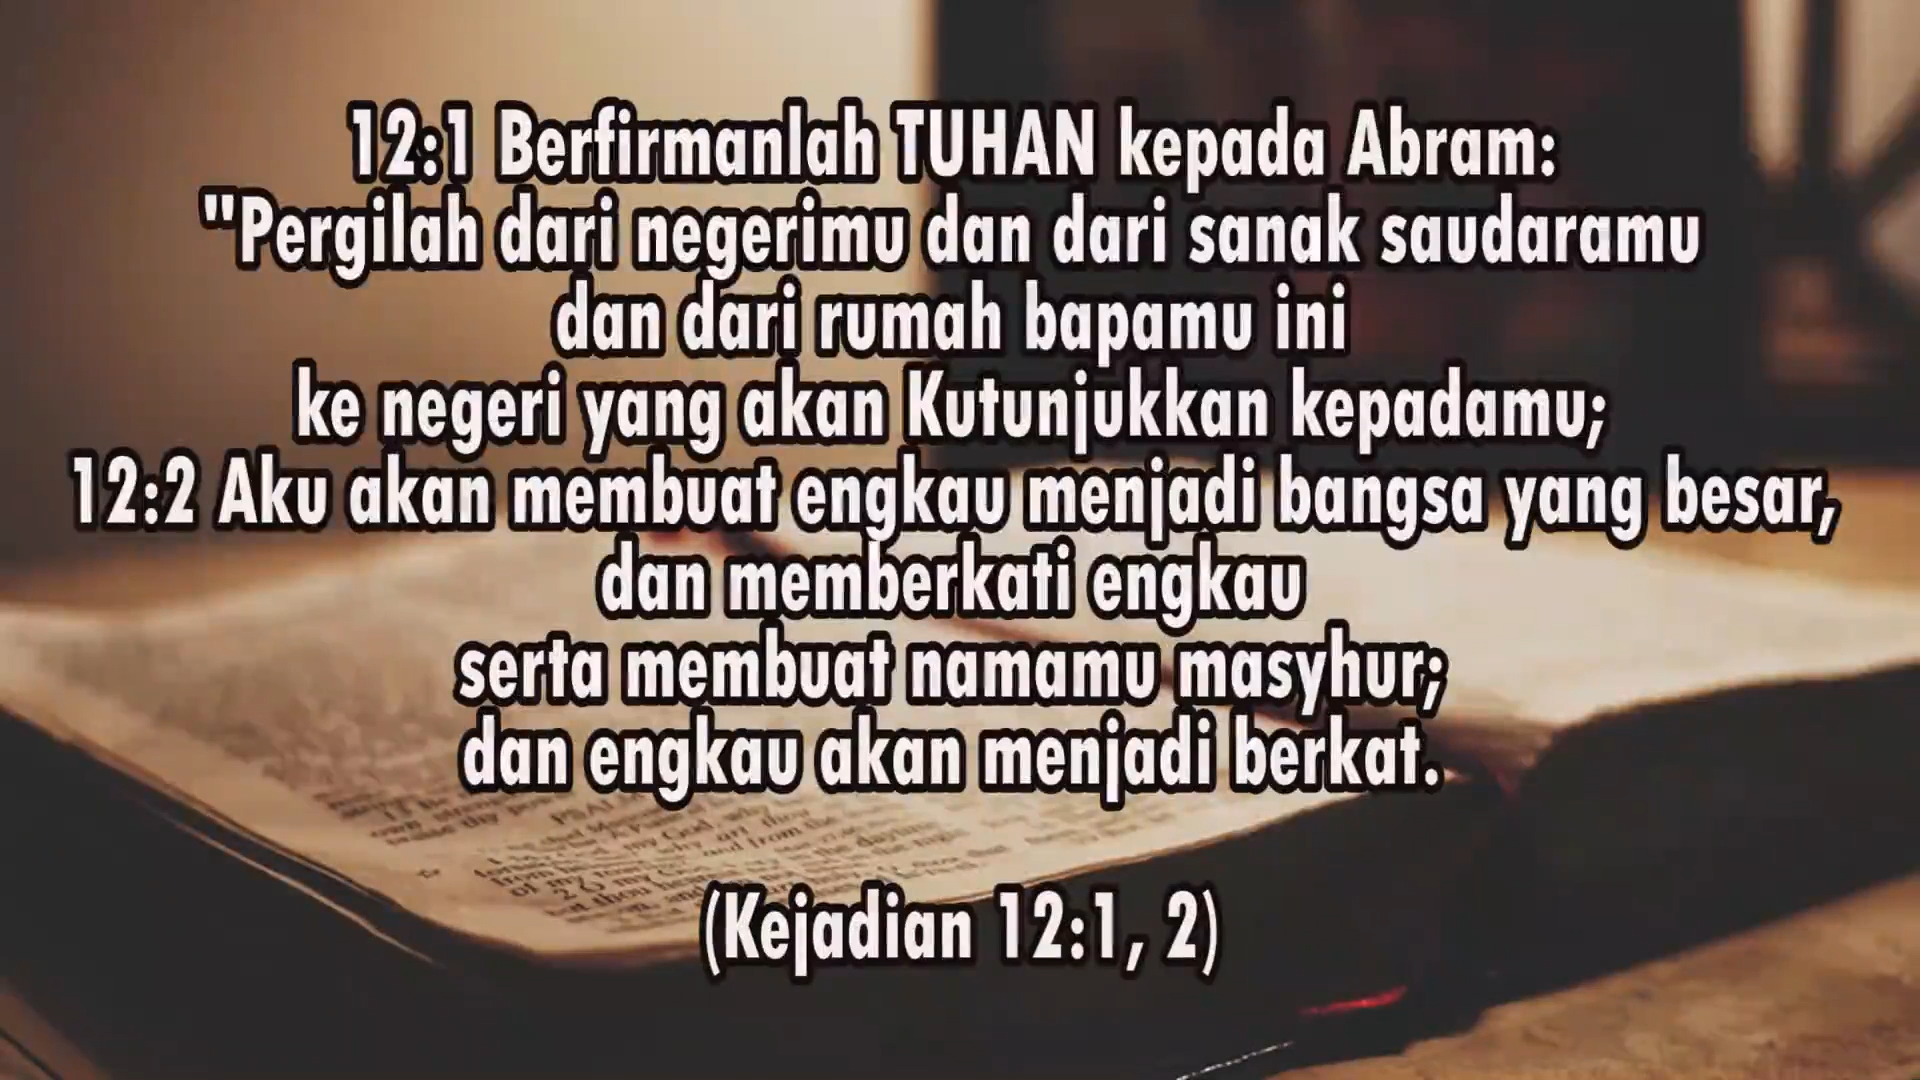 12:1 Berfirmanlah TUHAN kepada Abram:
"Pergilah dari negerimu dan dari sanak saudaramu
dan dari rumah bapamu ini
ke negeri yang akan Kutunjukkan kepadamu;
12:2 Aku akan membuat engkau menjadi bangsa yang besar,
dan memberkati engkau
serta membuat namamu masyhur;
dan engkau akan menjadi berkat.
(Kejadian 12:1, 2)